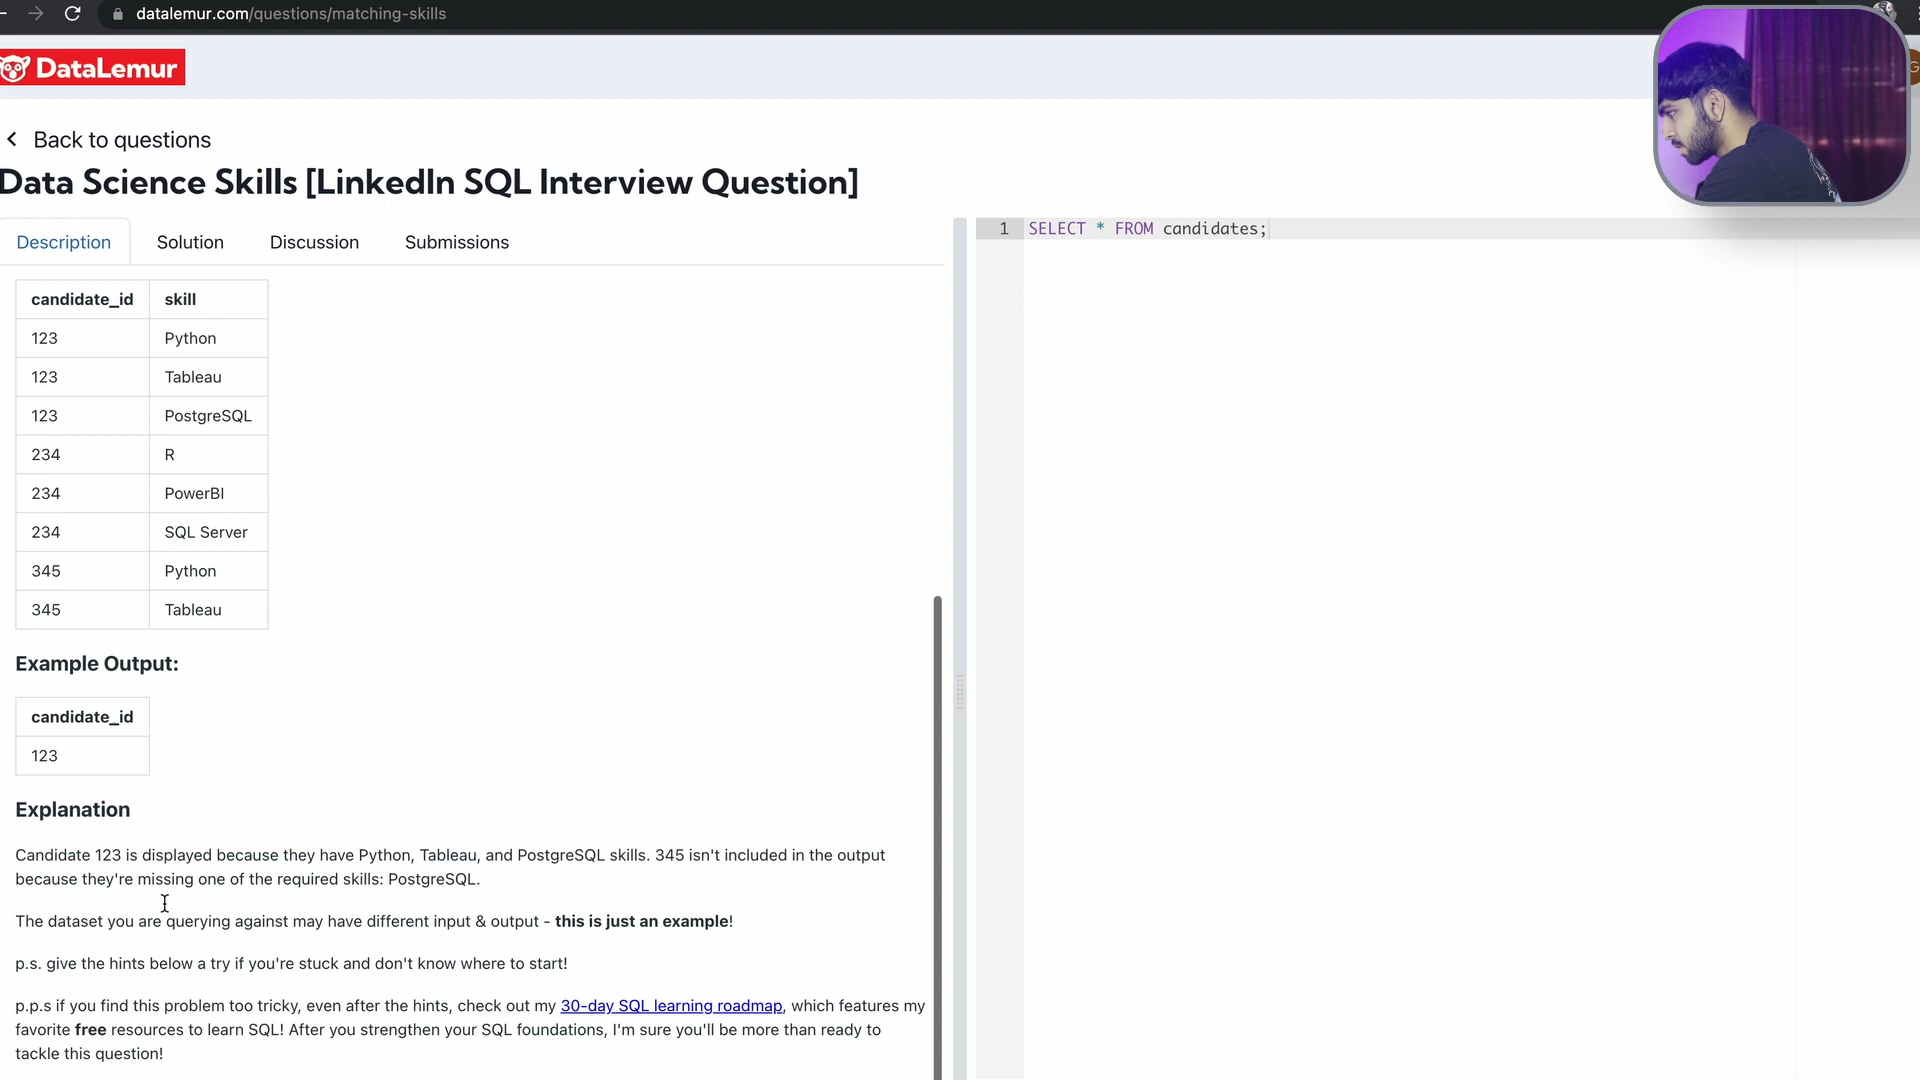 datalemur.com/questions/matching-skills
DataLemur
Back to questions
Data Science Skills [LinkedIn SQL Interview Question]
Description Solution Discussion Submissions
candidate_id skill
123 Python
123 Tableau
123 PostgreSQL
234 R
234 PowerBI
234 SQL Server
345 Python
345 Tableau
Example Output:
candidate_id
123
Explanation
Candidate 123 is displayed because they have Python, Tableau, and PostgreSQL skills. 345 isn't included in the output
because they're missing one of the required skills: PostgreSQL.
The dataset you are querying against may have different input & output - this is just an example!
p.s. give the hints below a try if you're stuck and don't know where to start!
p.p.s if you find this problem too tricky, even after the hints, check out my 30-day SQL learning roadmap, which features my
favorite free resources to learn SQL! After you strengthen your SQL foundations, I'm sure you'll be more than ready to
tackle this question!
1 SELECT * FROM candidates;